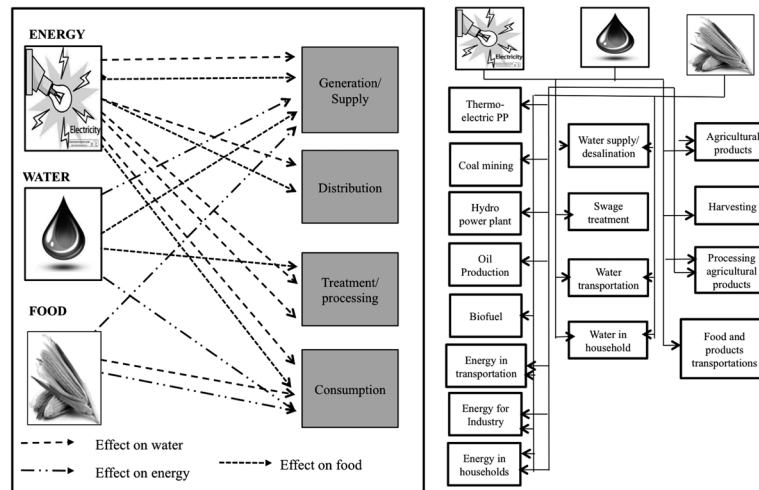 ENERGY
Electricity
WATER
FOOD
Generation/
Supply
Distribution
Treatment/
processing
Consumption
Effect on water
Effect on energy
Effect on food
Electricity
Thermo-
electric PP
Coal mining
Hydro
power plant
Oil
Production
Biofuel
Energy in
transportation
Energy for
Industry
Energy in
households
Water supply/
desalination
Swage
treatment
Water
transportation
Water in
household
Agricultural
products
Harvesting
Processing
agricultural
products
Food and
products
transportations